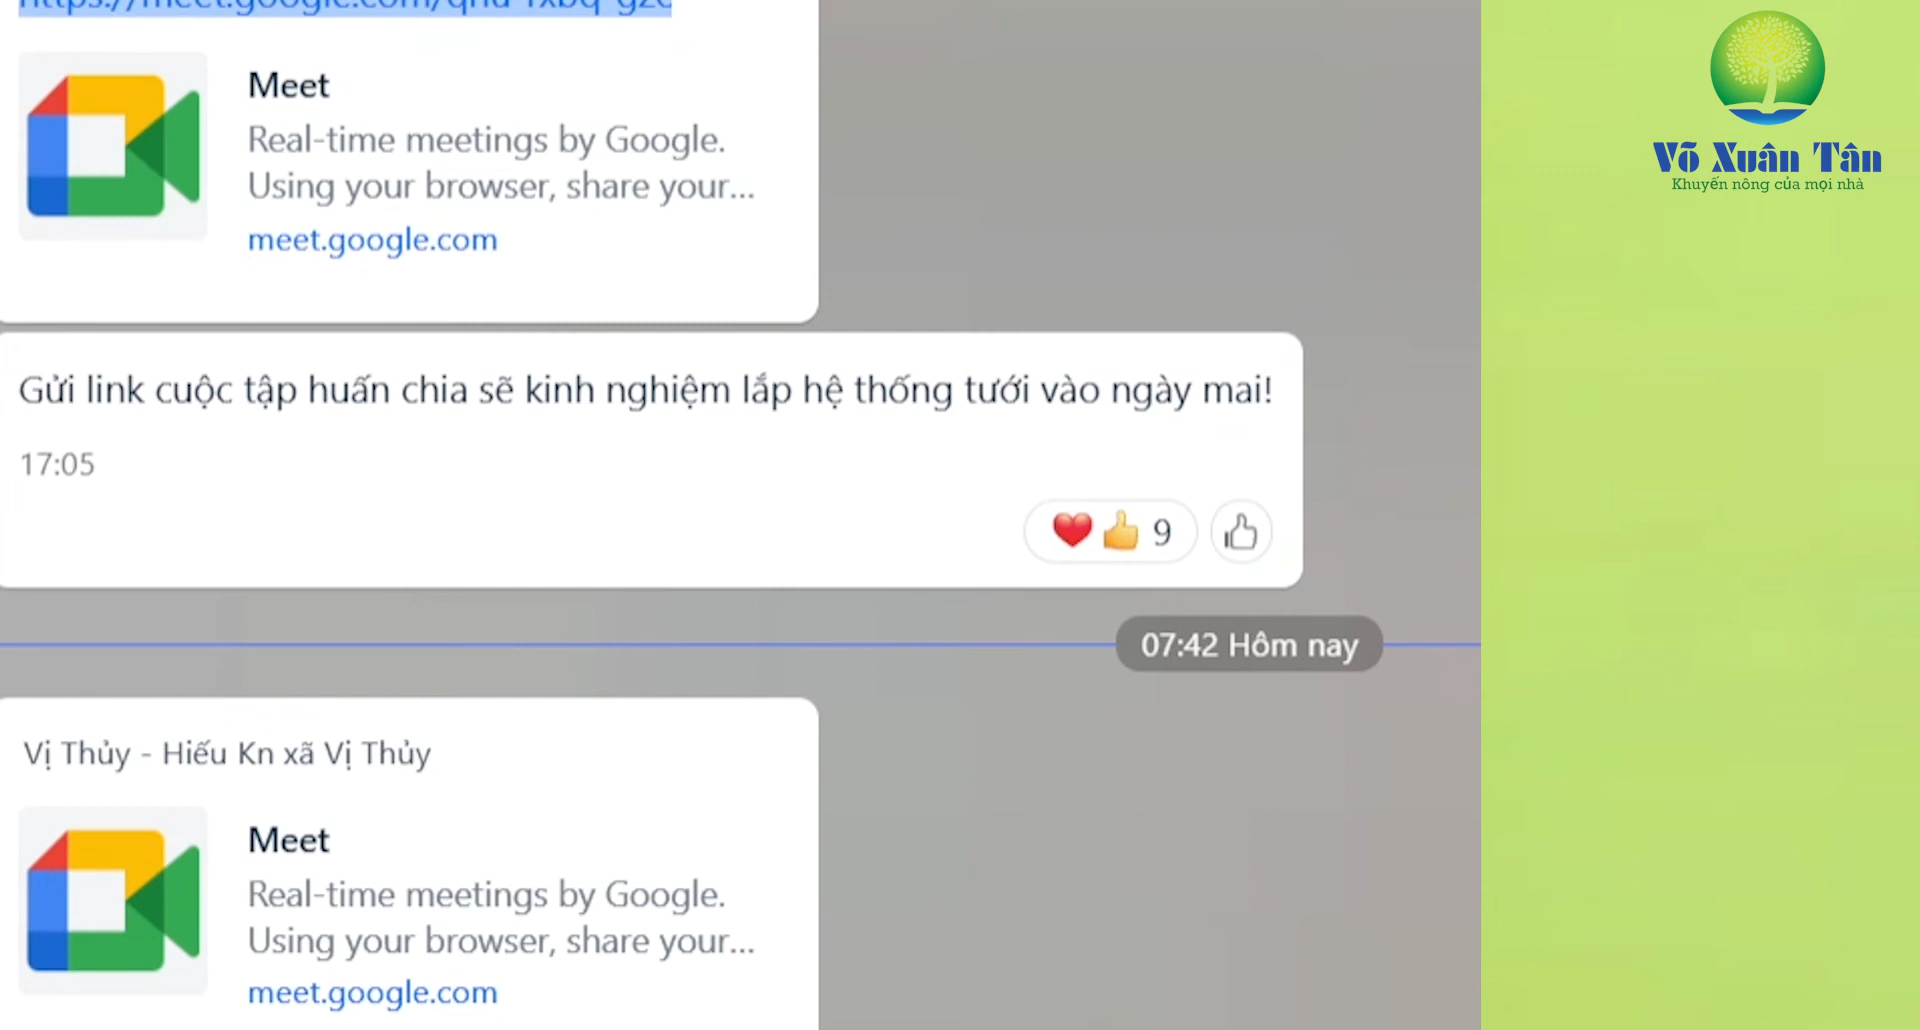 Meet
Real-time meetings by Google.
Using your browser, share your...
meet.google.com
Gửi link cuộc tập huấn chia sẽ kinh nghiệm lắp hệ thống tưới vào ngày mai!
17:05
9
07:42 Hôm nay
Vị Thủy - Hiếu Kn xã Vị Thủy
Meet
Real-time meetings by Google.
Using your browser, share your...
meet.google.com
Võ Xuân Tân
Khuyến nông của mọi nhà